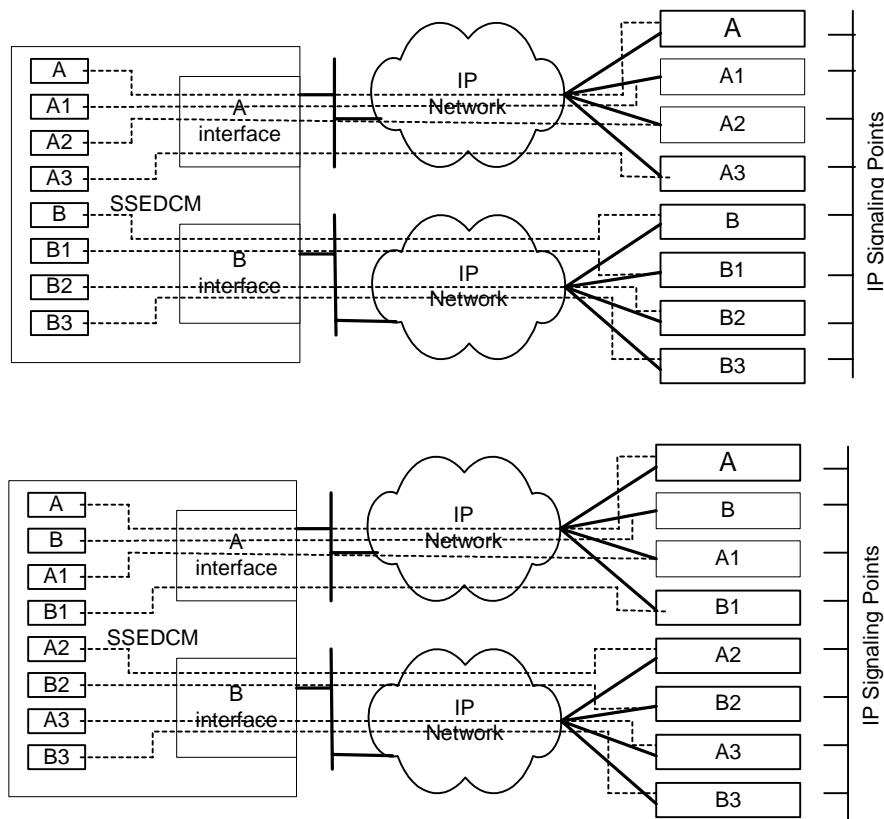 A
A1
A2
A3
SSEDCM
B
B1
B2
B3
A
interface
B
interface
IP
Network
IP
Network
A
A1
A2
A3
B
B1
B2
B3
IP Signaling Points
A
B
A1
B1
SSEDCM
A2
B2
A3
B3
A
interface
B
interface
IP
Network
IP
Network
A
B
A1
B1
A2
B2
A3
B3
IP Signaling Points